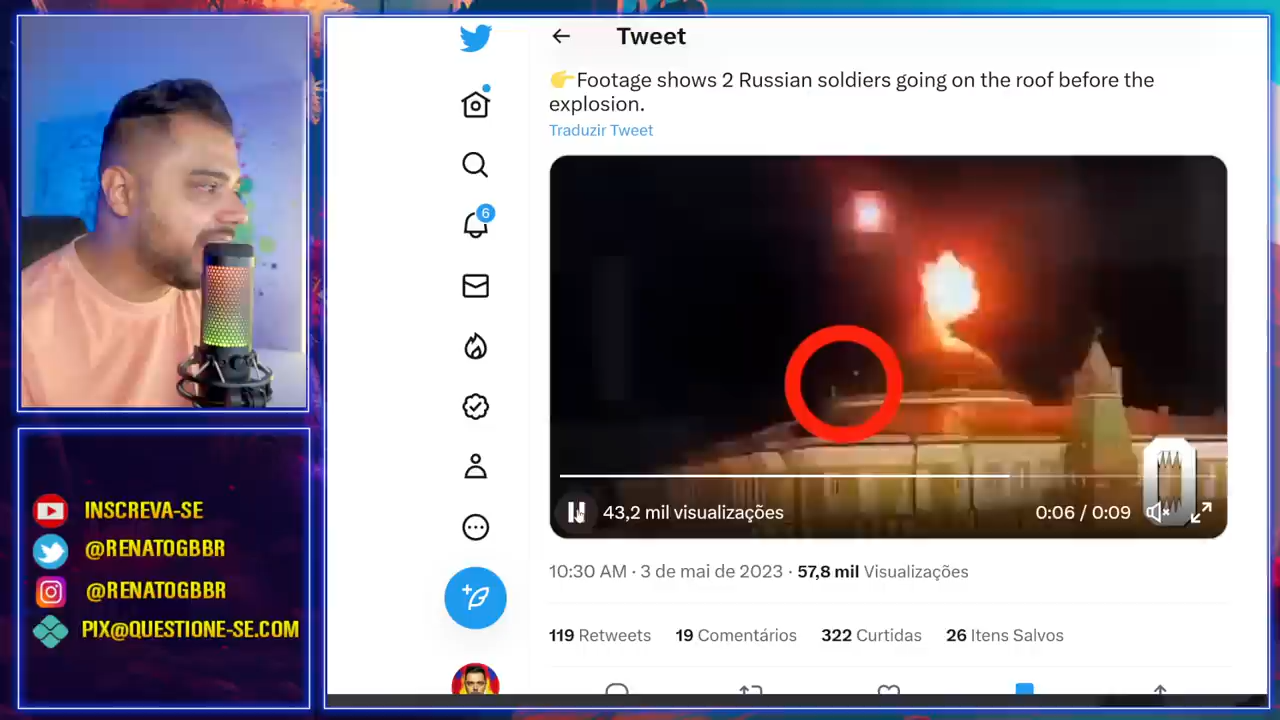 Tweet
👉Footage shows 2 Russian soldiers going on the roof before the
explosion.
Traduzir Tweet
6
43,2 mil visualizações
0:06 / 0:09
10:30 AM · 3 de mai de 2023 · 57,8 mil Visualizações
119 Retweets 19 Comentários 322 Curtidas 26 Itens Salvos
INSCREVA-SE
@RENATOGBBR
@RENATOGBBR
PIX@QUESTIONE-SE.COM